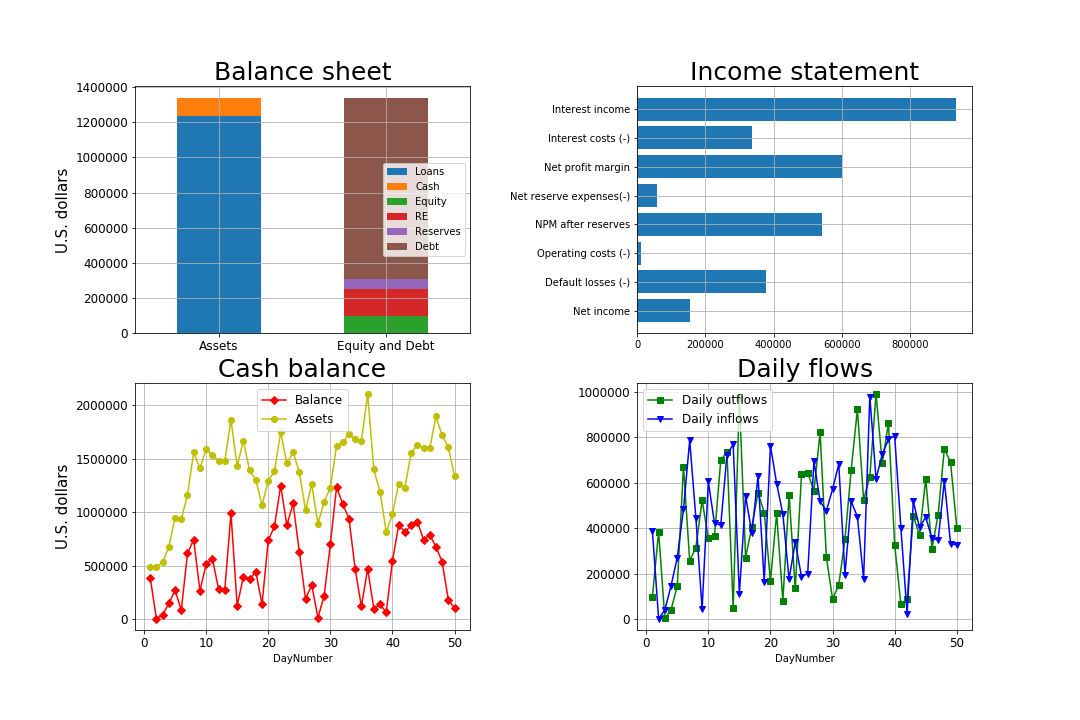 Balance sheet
U.S. dollars
1400000
1200000
1000000
800000
600000
400000
200000
0
Loans
Cash
Equity
RE
Reserves
Debt
Assets
Equity and Debt
Income statement
Interest income
Interest costs (-)
Net profit margin
Net reserve expenses(-)
NPM after reserves
Operating costs (-)
Default losses (-)
Net income
0 200000 400000 600000 800000
Cash balance
U.S. dollars
2000000
1500000
1000000
500000
0
Balance
Assets
0 10 20 30 40 50
DayNumber
Daily flows
1000000
800000
600000
400000
200000
0
Daily outflows
Daily inflows
0 10 20 30 40 50
DayNumber